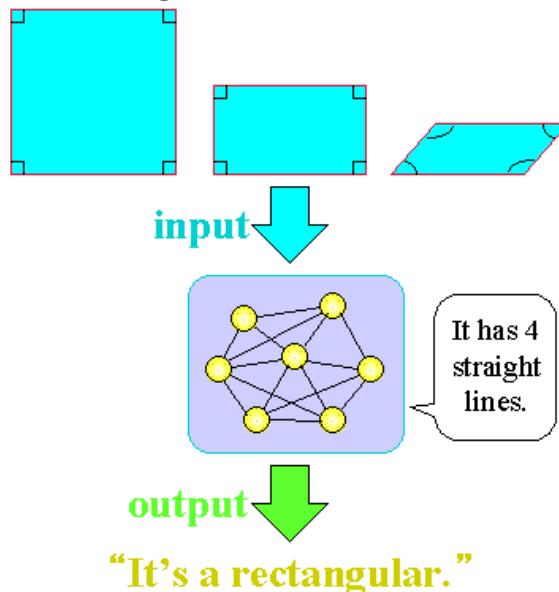 input
It has 4
straight
lines.
output
“It’s a rectangular.”